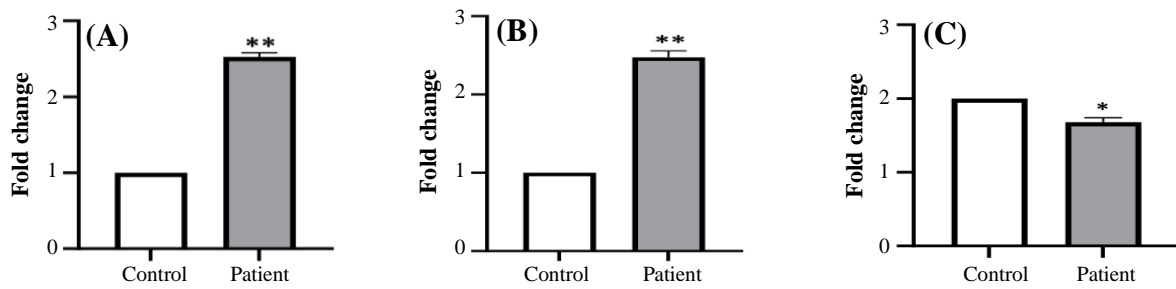 (A)
Fold change
3
2
1
0
**
Control Patient
(B)
Fold change
3
2
1
0
**
Control Patient
(C)
Fold change
3
2
1
0
*
Control Patient